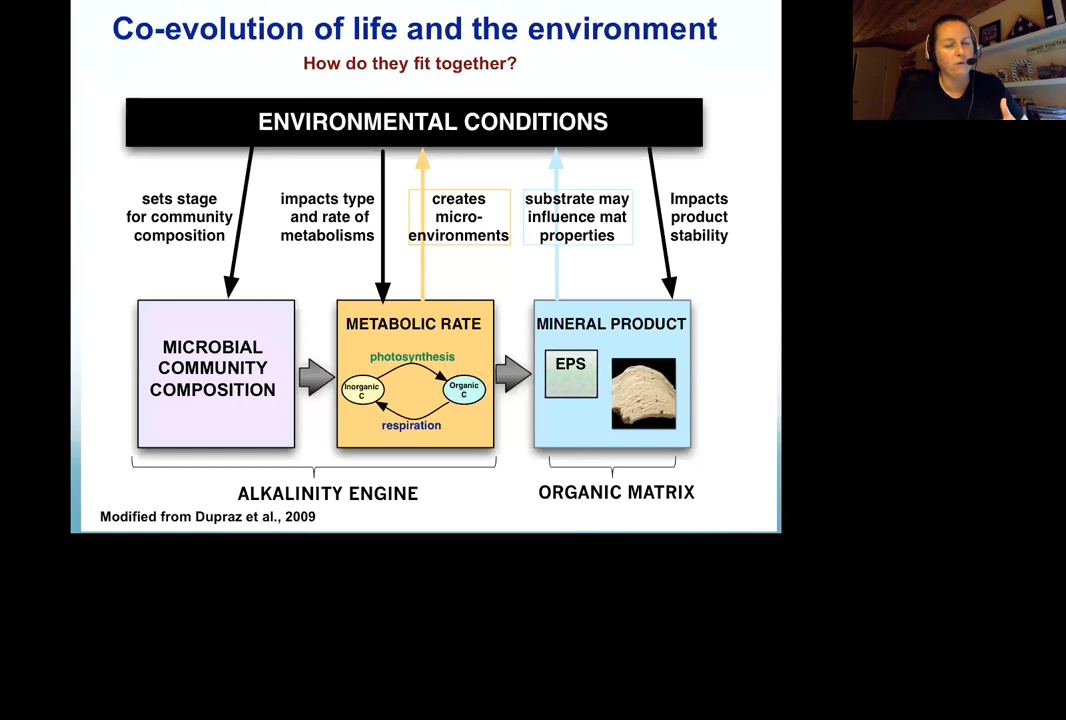 Co-evolution of life and the environment
How do they fit together?
ENVIRONMENTAL CONDITIONS
sets stage
for community
composition
impacts type
and rate of
metabolisms
creates
micro-
environments
substrate may
influence mat
properties
Impacts
product
stability
MICROBIAL
COMMUNITY
COMPOSITION
METABOLIC RATE
photosynthesis
Inorganic
C
Organic
C
respiration
MINERAL PRODUCT
EPS
ALKALINITY ENGINE
ORGANIC MATRIX
Modified from Dupraz et al., 2009